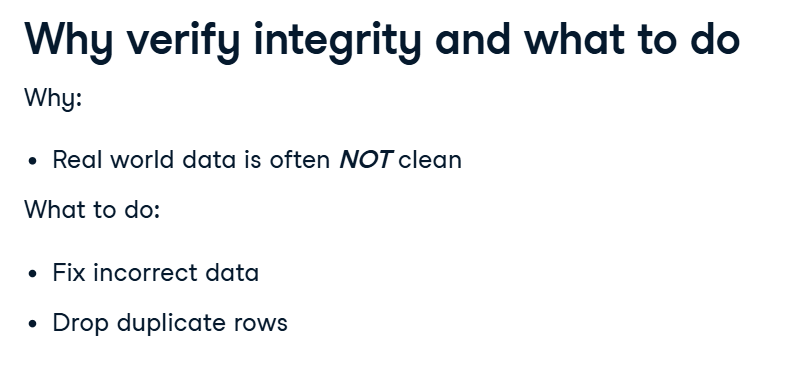 Why verify integrity and what to do
Why:
• Real world data is often NOT clean
What to do:
• Fix incorrect data
• Drop duplicate rows